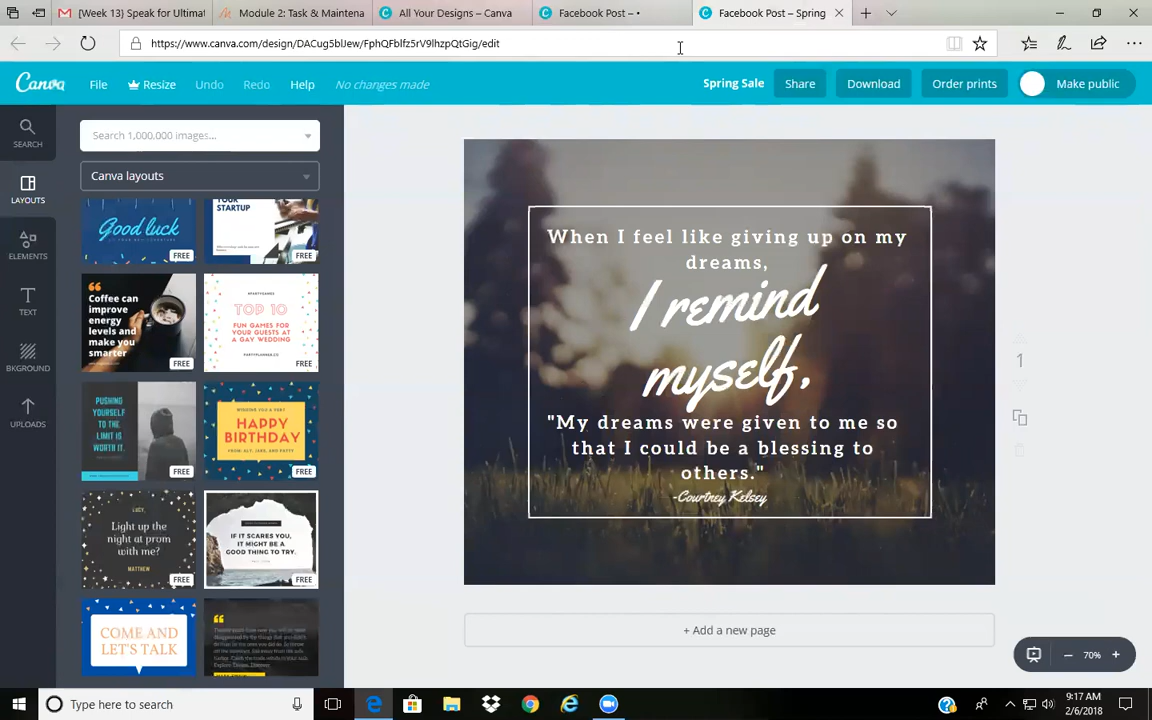 [Week 13] Speak for Ultimat
Module 2: Task & Maintena
All Your Designs – Canva
Facebook Post – •
Facebook Post – Spring
https://www.canva.com/design/DACug5blJew/FphQFblfz5rV9lhzpQtGig/edit
Canva
File
Resize
Undo
Redo
Help
No changes made
Spring Sale
Share
Download
Order prints
Make public
SEARCH
LAYOUTS
ELEMENTS
TEXT
BKGROUND
UPLOADS
Search 1,000,000 images...
Canva layouts
Good luck
FREE
YOUR
STARTUP
FREE
Coffee can
improve
energy
levels and
make you
smarter
FREE
TOP 10
FUN GAMES FOR
YOUR GUESTS AT
A GAY WEDDING
FREE
PUSHING
YOURSELF
TO THE
LIMIT IS
WORTH IT.
FREE
WISHING YOU A VERY
HAPPY
BIRTHDAY
FREE
LUCY,
Light up the
night at prom
with me?
MATTHEW
FREE
IF IT SCARES YOU,
IT MIGHT BE A
GOOD THING TO TRY.
FREE
COME AND
LET'S TALK
When I feel like giving up on my
dreams,
I remind
myself,
"My dreams were given to me so
that I could be a blessing to
others."
-Courtney Kelsey
1
+ Add a new page
70%
Type here to search
9:17 AM
2/6/2018